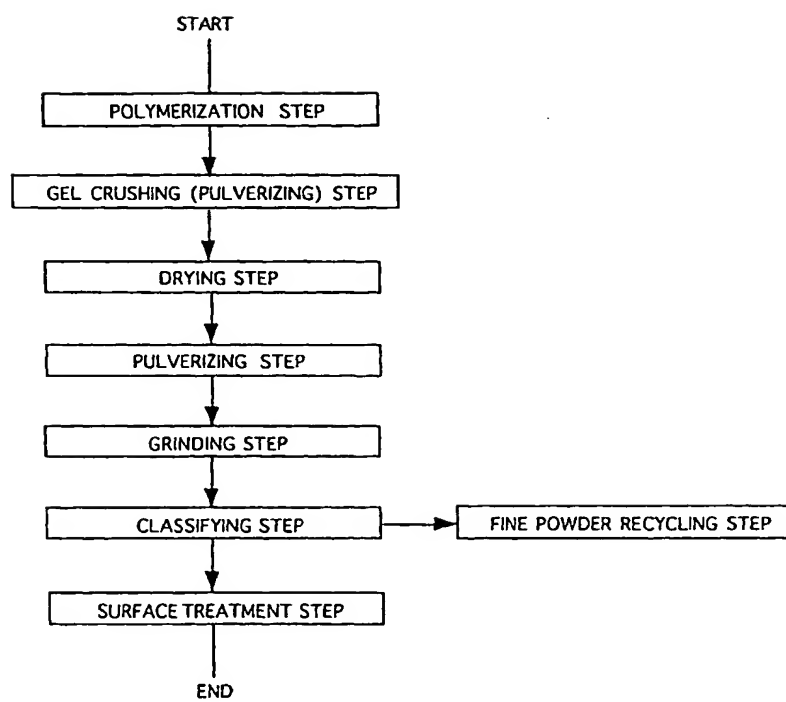 START
POLYMERIZATION STEP
GEL CRUSHING (PULVERIZING) STEP
DRYING STEP
PULVERIZING STEP
GRINDING STEP
CLASSIFYING STEP
FINE POWDER RECYCLING STEP
SURFACE TREATMENT STEP
END